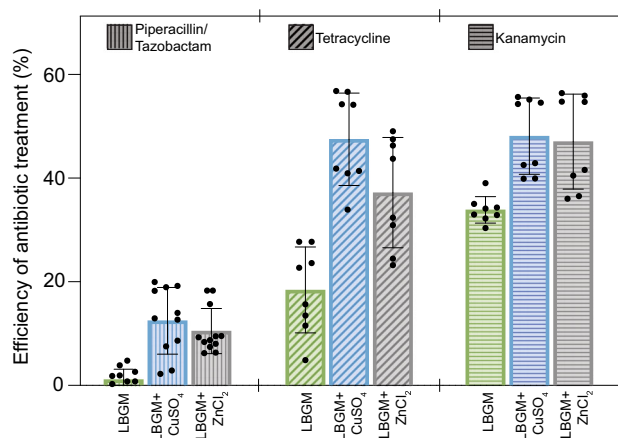 Piperacillin/
Tazobactam
Tetracycline
Kanamycin
Efficiency of antibiotic treatment (%)
60
40
20
0
LBGM
LBGM+
CuSO4
LBGM+
ZnCl2
LBGM
LBGM+
CuSO4
LBGM+
ZnCl2
LBGM
LBGM+
CuSO4
LBGM+
ZnCl2